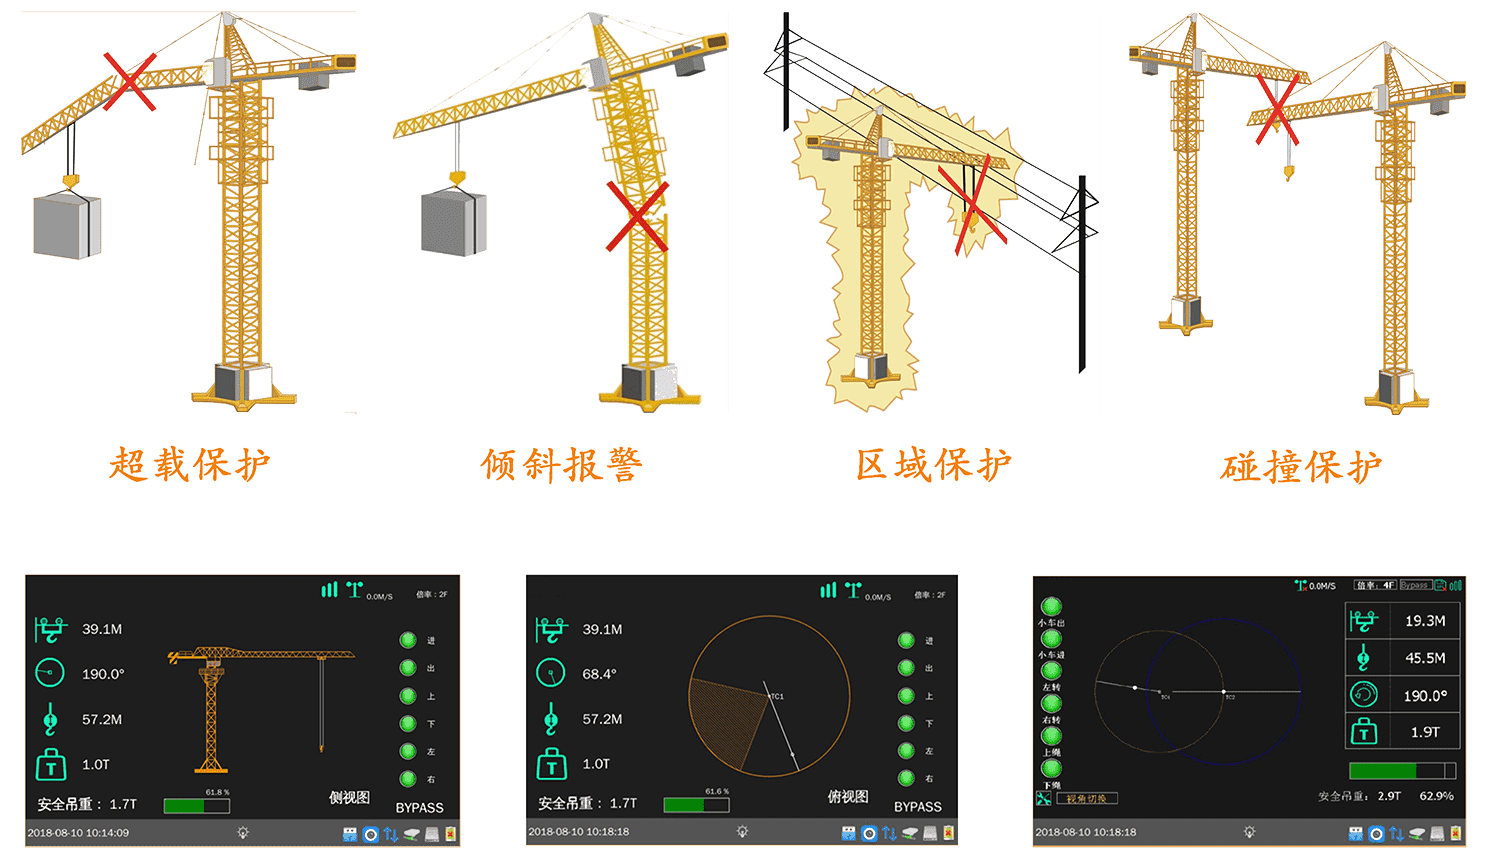 超载保护
倾斜报警
区域保护
碰撞保护
0.0M/S
倍率：2F
39.1M
190.0°
57.2M
T
1.0T
进
出
上
下
左
右
安全吊重：1.7T
61.8 %
侧视图
BYPASS
2018-08-10 10:14:09
0.0M/S
倍率：2F
39.1M
68.4°
57.2M
T
1.0T
TC1
进
出
上
下
左
右
安全吊重：1.7T
61.6 %
俯视图
BYPASS
2018-08-10 10:18:18
0.0M/S
倍率：4F
Bypass
小车出
小车进
左转
右转
上绳
下绳
视角切换
TC2
19.3M
45.5M
190.0°
T
1.9T
安全吊重：2.9T 62.9%
2018-08-10 10:18:18